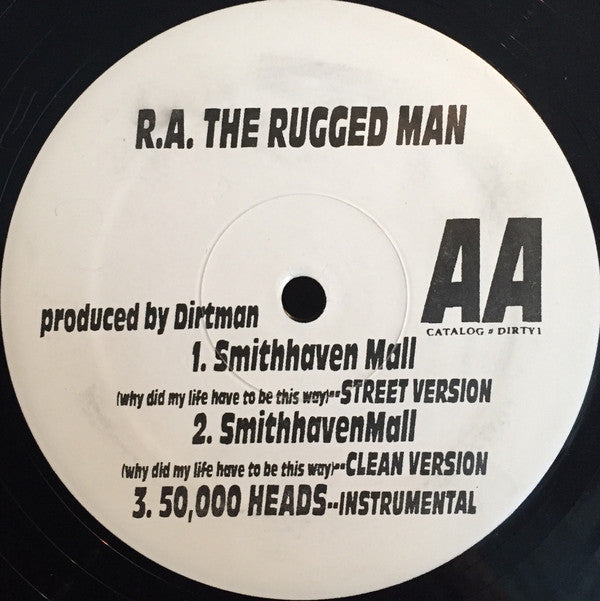 R.A. THE RUGGED MAN
AA
CATALOG # DIRTY1
produced by Dirtman
1. Smithhaven Mall
(why did my life have to be this way)--STREET VERSION
2. SmithhavenMall
(why did my life have to be this way)--CLEAN VERSION
3. 50,000 HEADS--INSTRUMENTAL